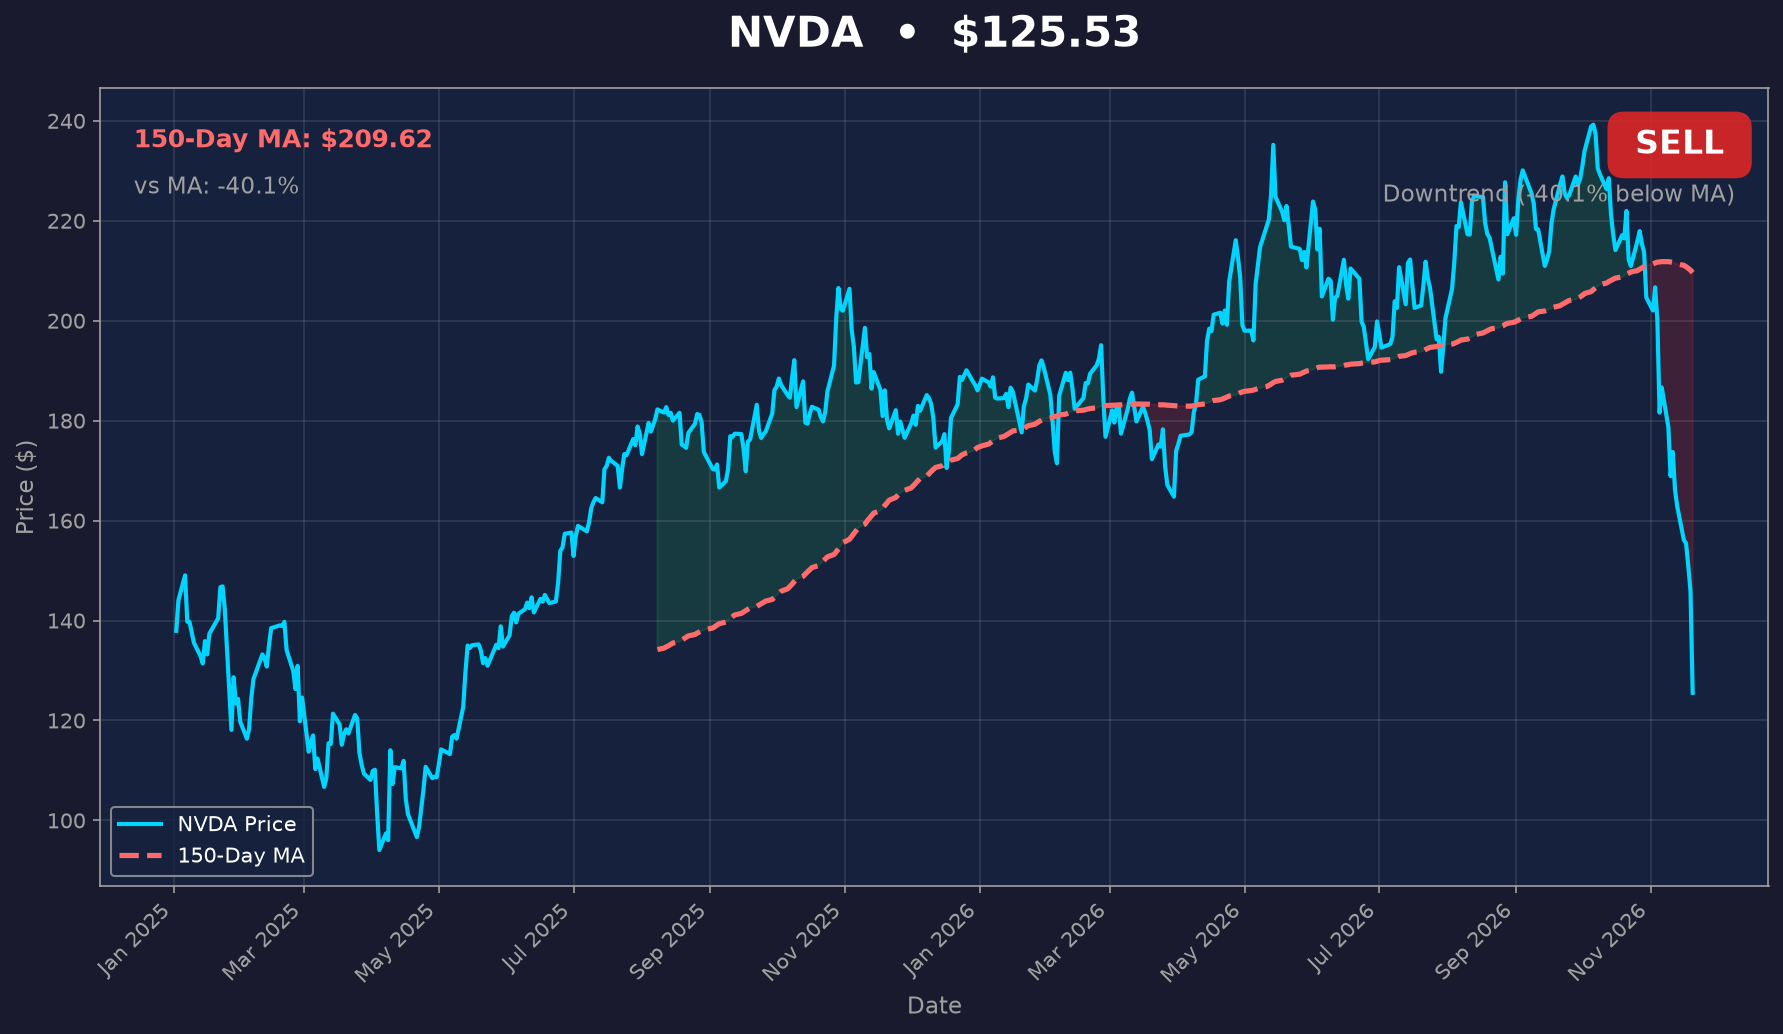 NVDA • $125.53
150-Day MA: $209.62
SELL
vs MA: -40.1%
Downtrend (-40.1% below MA)
Price ($)
240
220
200
180
160
140
120
100
NVDA Price
150-Day MA
Jan 2025
Mar 2025
May 2025
Jul 2025
Sep 2025
Nov 2025
Jan 2026
Mar 2026
May 2026
Jul 2026
Sep 2026
Nov 2026
Date